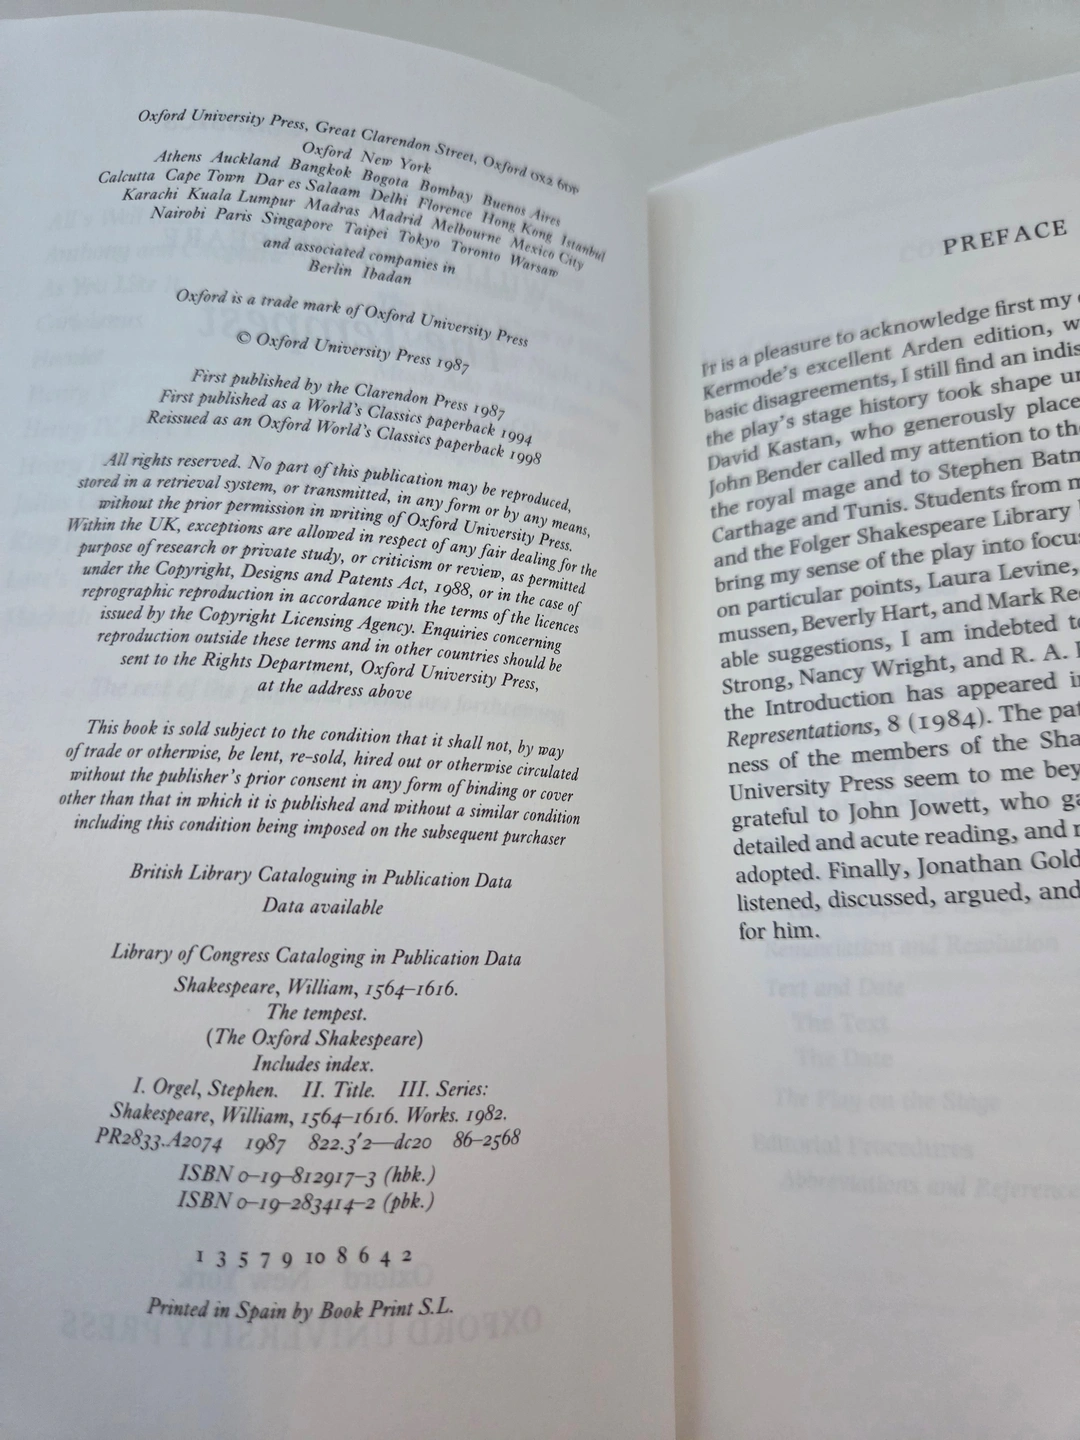 Oxford University Press, Great Clarendon Street, Oxford OX2 6DP
Oxford New York
Athens Auckland Bangkok Bogota Bombay Buenos Aires
Calcutta Cape Town Dar es Salaam Delhi Florence Hong Kong Istanbul
Karachi Kuala Lumpur Madras Madrid Melbourne Mexico City
Nairobi Paris Singapore Taipei Tokyo Toronto Warsaw
and associated companies in
Berlin Ibadan
Oxford is a trade mark of Oxford University Press
© Oxford University Press 1987
First published by the Clarendon Press 1987
First published as a World's Classics paperback 1994
Reissued as an Oxford World's Classics paperback 1998
All rights reserved. No part of this publication may be reproduced,
stored in a retrieval system, or transmitted, in any form or by any means,
without the prior permission in writing of Oxford University Press.
Within the UK, exceptions are allowed in respect of any fair dealing for the
purpose of research or private study, or criticism or review, as permitted
under the Copyright, Designs and Patents Act, 1988, or in the case of
reprographic reproduction in accordance with the terms of the licences
issued by the Copyright Licensing Agency. Enquiries concerning
reproduction outside these terms and in other countries should be
sent to the Rights Department, Oxford University Press,
at the address above
This book is sold subject to the condition that it shall not, by way
of trade or otherwise, be lent, re-sold, hired out or otherwise circulated
without the publisher's prior consent in any form of binding or cover
other than that in which it is published and without a similar condition
including this condition being imposed on the subsequent purchaser
British Library Cataloguing in Publication Data
Data available
Library of Congress Cataloging in Publication Data
Shakespeare, William, 1564–1616.
The tempest.
(The Oxford Shakespeare)
Includes index.
I. Orgel, Stephen. II. Title. III. Series:
Shakespeare, William, 1564–1616. Works. 1982.
PR2833.A2074 1987 822.3′2—dc20 86–2568
ISBN 0–19–812917–3 (hbk.)
ISBN 0–19–283414–2 (pbk.)
1 3 5 7 9 10 8 6 4 2
Printed in Spain by Book Print S.L.
PREFACE
It is a pleasure to acknowledge first my
Kermode's excellent Arden edition,
basic disagreements, I still find an
the play's stage history took shape
David Kastan, who generously
John Bender called my attention to
the royal mage and to Stephen
Carthage and Tunis. Students from
and the Folger Shakespeare Library
bring my sense of the play into
on particular points, Laura Levine,
mussen, Beverly Hart, and Mark
able suggestions, I am indebted
Strong, Nancy Wright, and R. A.
the Introduction has appeared
Representations, 8 (1984). The
ness of the members of the
University Press seem to me
grateful to John Jowett, who
detailed and acute reading, and
adopted. Finally, Jonathan
listened, discussed, argued, and
for him.